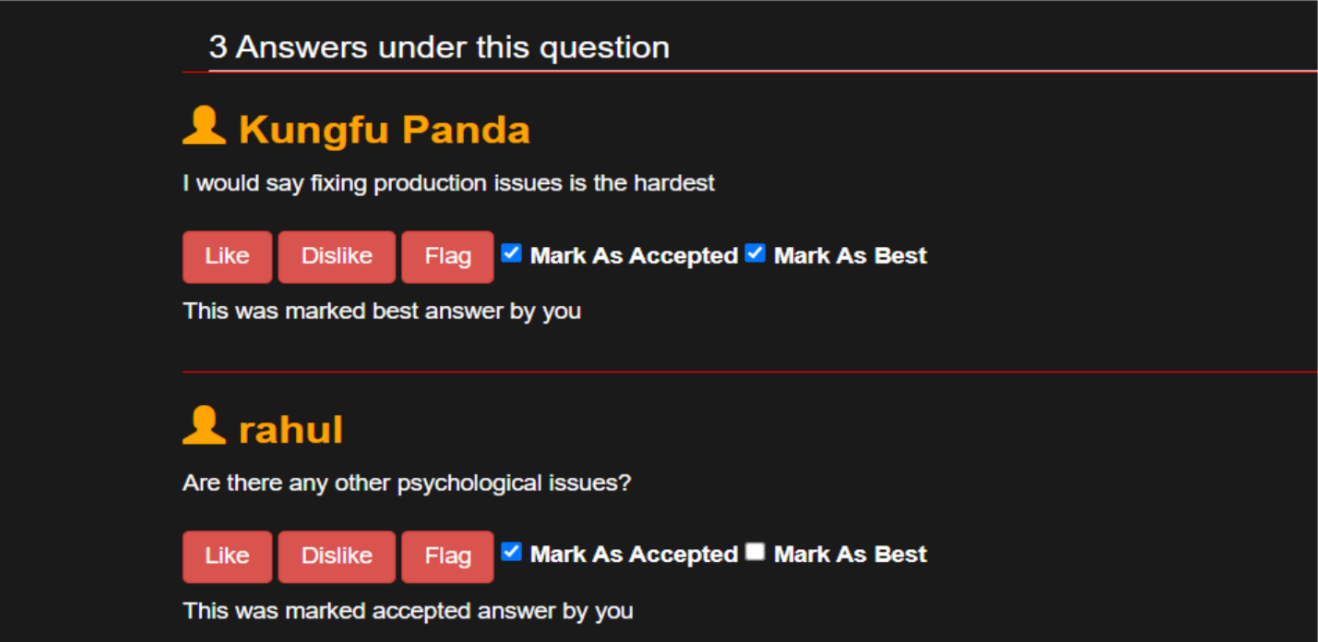 3 Answers under this question
Kungfu Panda
I would say fixing production issues is the hardest
Like Dislike Flag Mark As Accepted Mark As Best
This was marked best answer by you
rahul
Are there any other psychological issues?
Like Dislike Flag Mark As Accepted Mark As Best
This was marked accepted answer by you